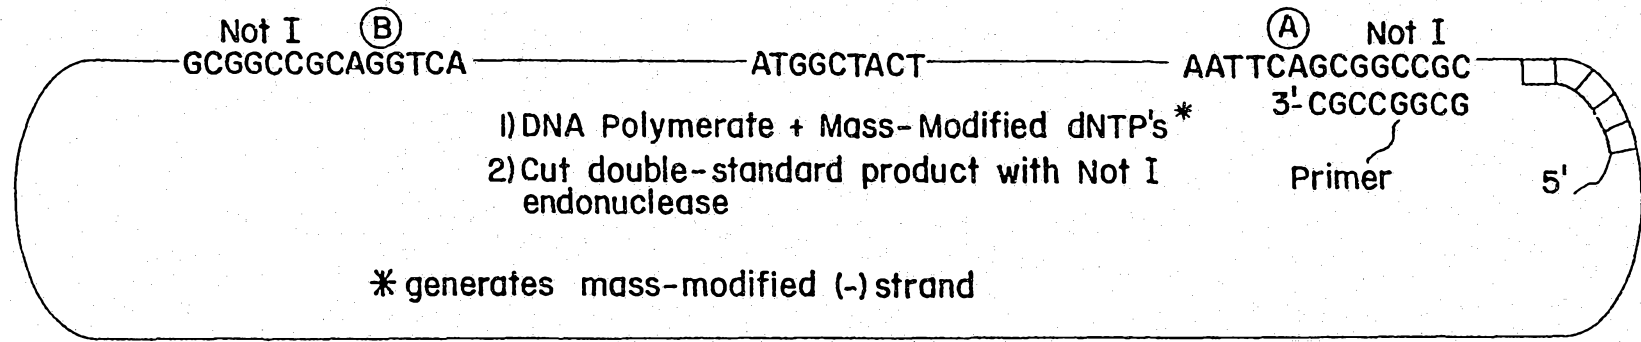 Not I B A Not I
GCGGCCGCAGGTCA ATGGCTACT AATTCAGCGGCCGC
3'-CGCCGGCG
1) DNA Polymerate + Mass-Modified dNTP's*
2) Cut double-standard product with Not I
endonuclease
Primer 5'
* generates mass-modified (-) strand